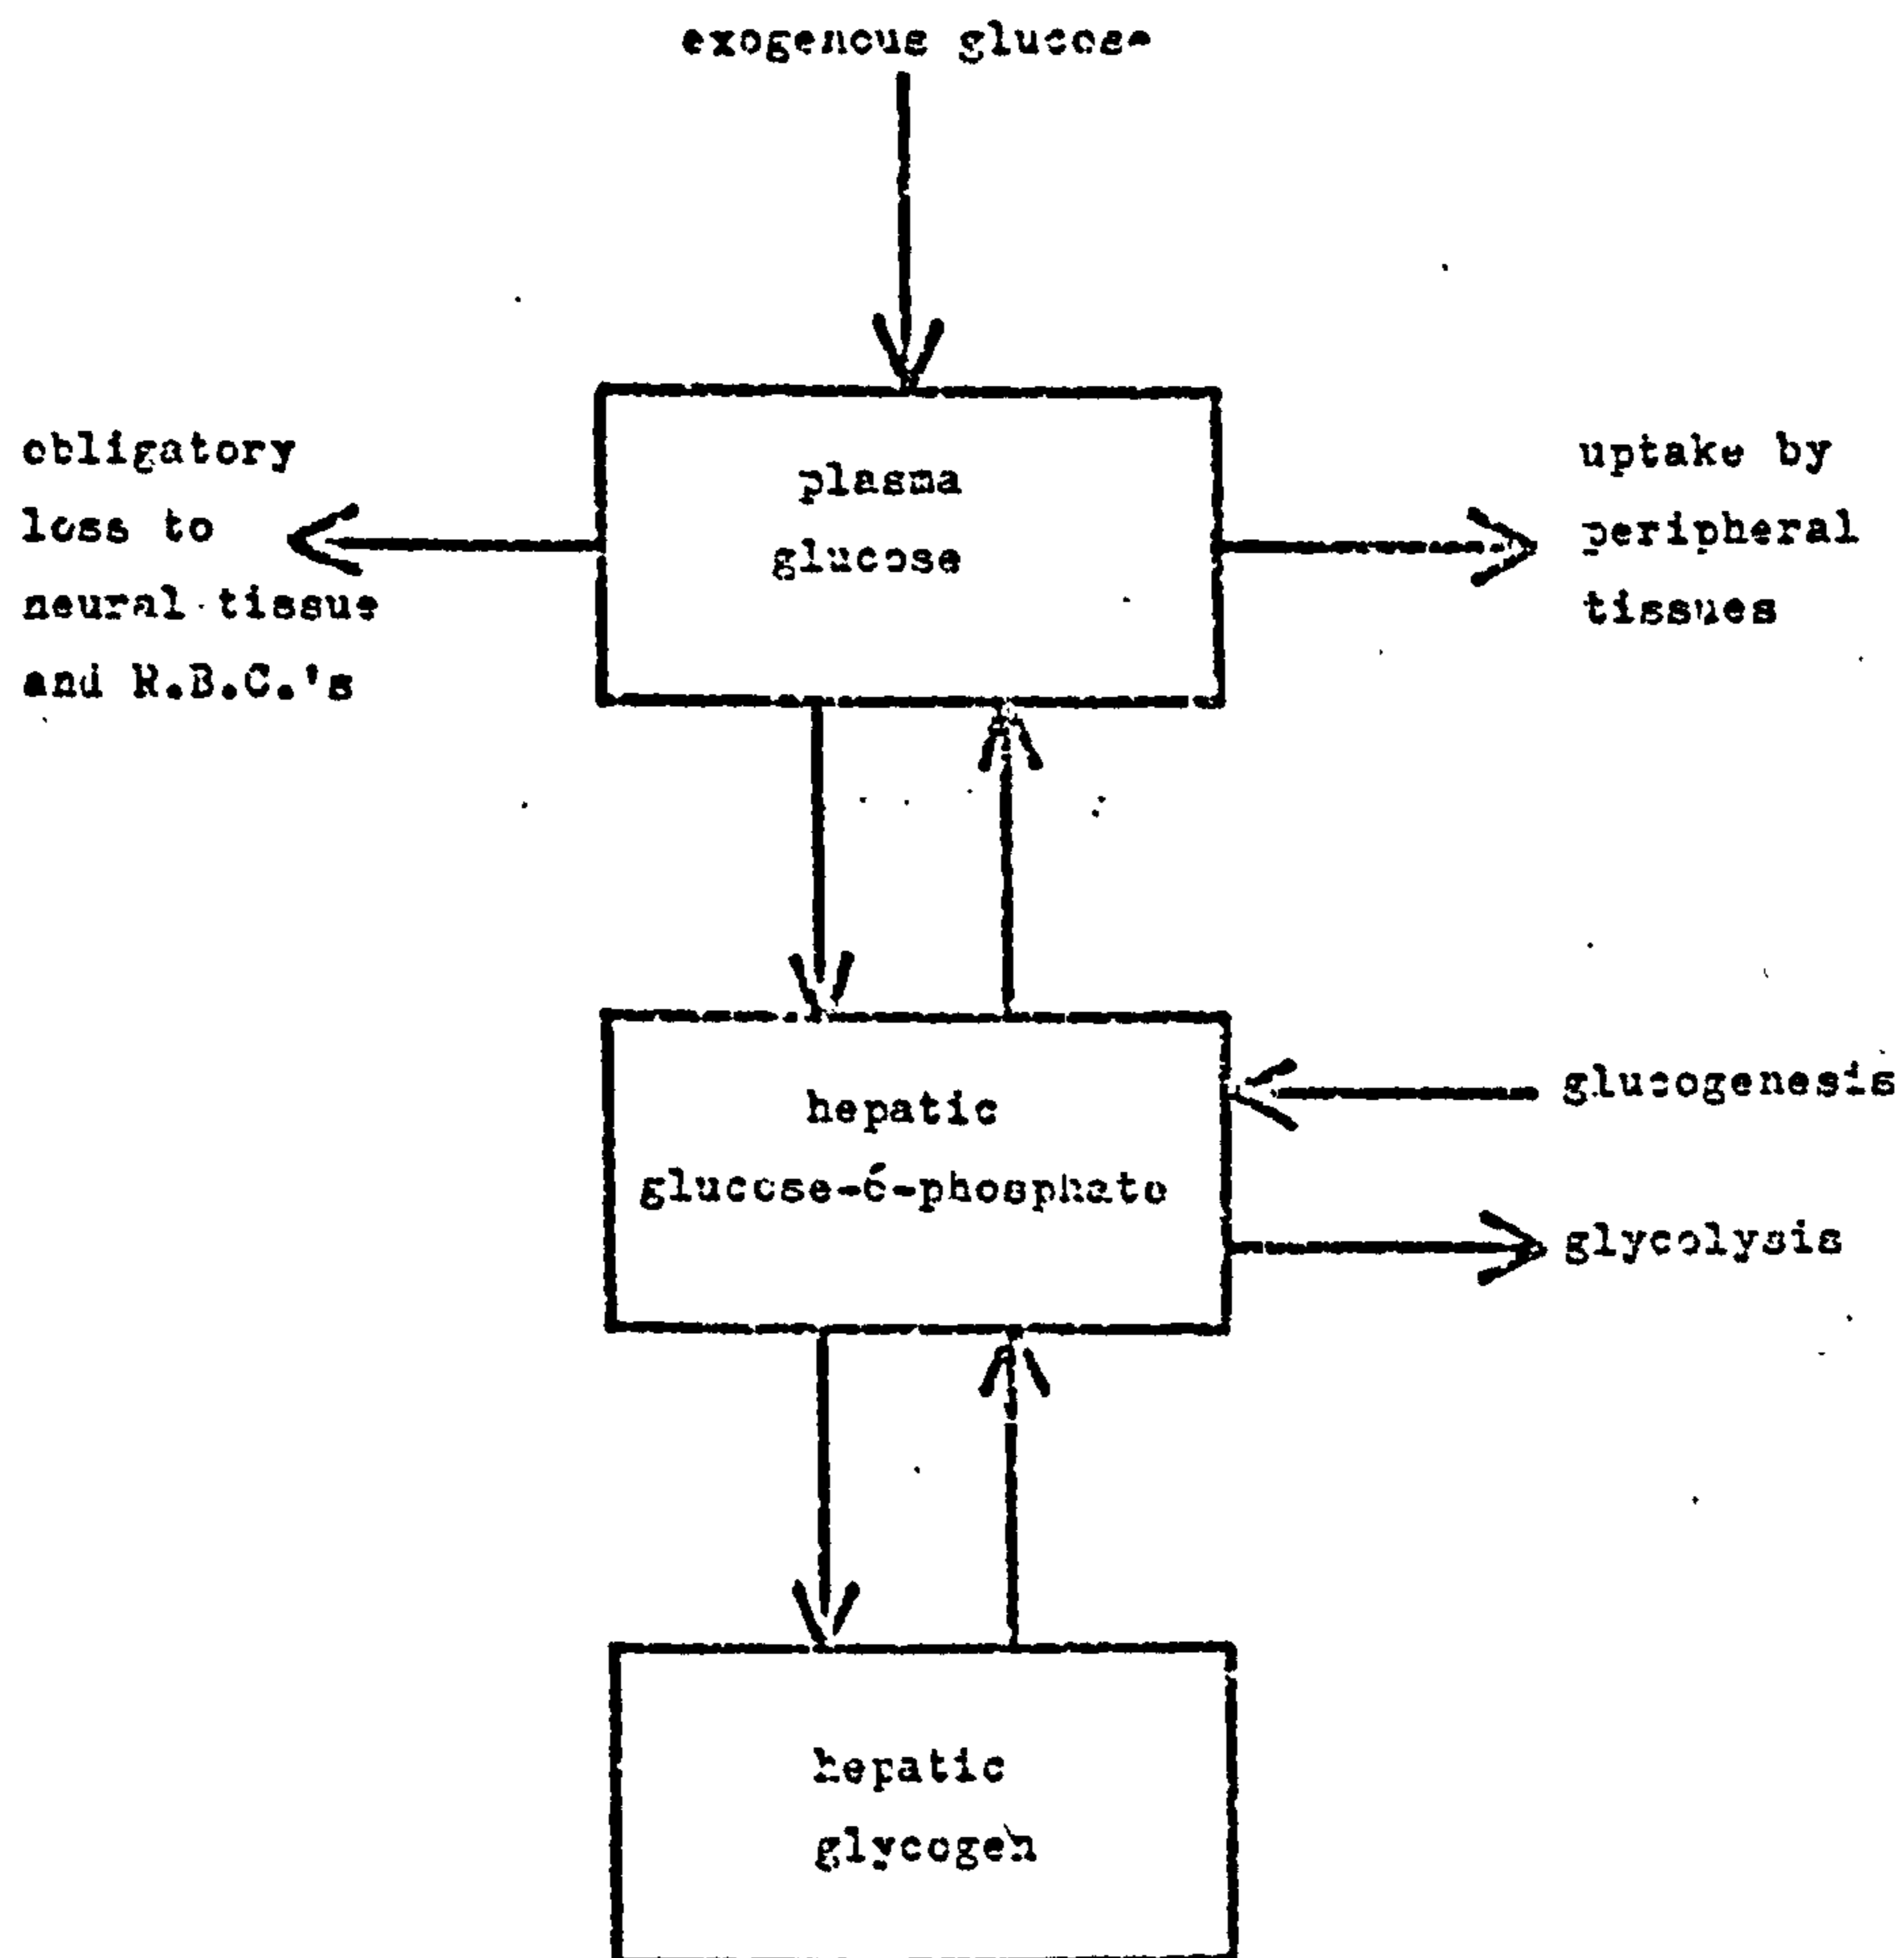 exogenous glucose
obligatory
loss to
neural tissue
and R.B.C.'s
plasma
glucose
uptake by
peripheral
tissues
hepatic
glucose-6-phosphate
glucogenesis
glycolysis
hepatic
glycogen